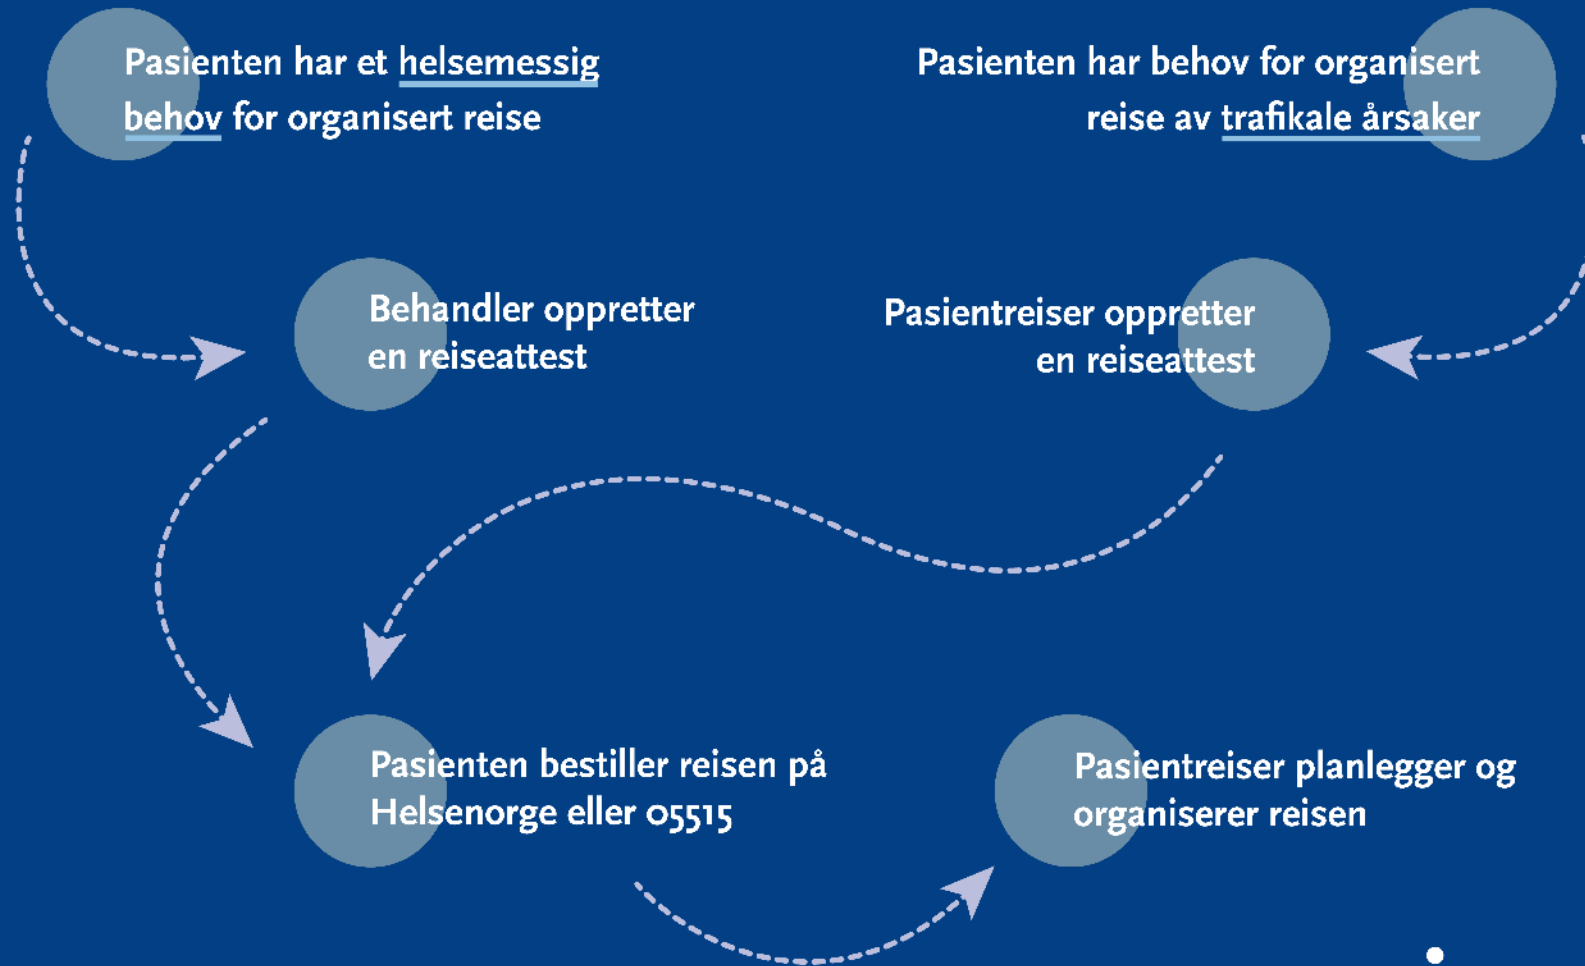 Pasienten har et helsemessig
behov for organisert reise
Pasienten har behov for organisert
reise av trafikale årsaker
Behandler oppretter
en reiseattest
Pasientreiser oppretter
en reiseattest
Pasienten bestiller reisen på
Helsenorge eller 05515
Pasientreiser planlegger og
organiserer reisen